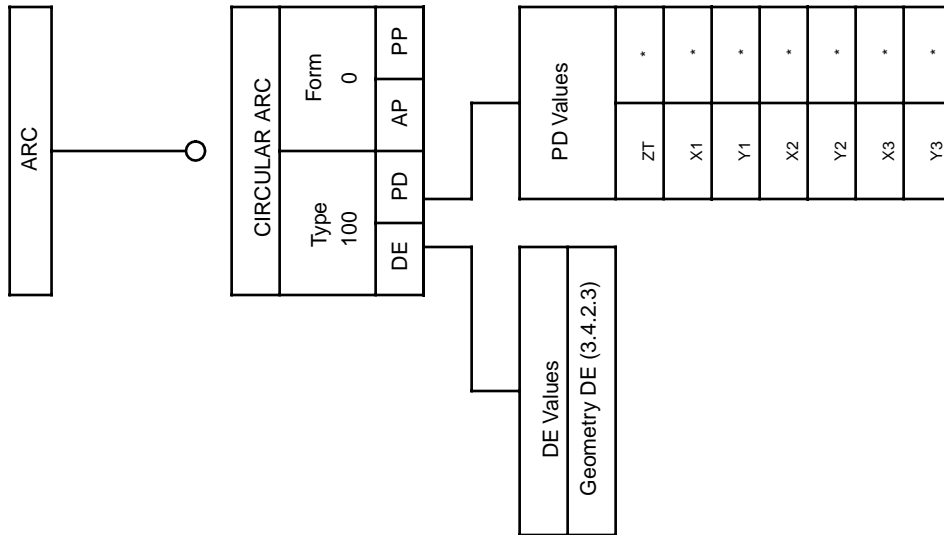 ARC
CIRCULAR ARC
Type
100
Form
0
DE PD AP PP
DE Values
Geometry DE (3.4.2.3)
PD Values
ZT *
X1 *
Y1 *
X2 *
Y2 *
X3 *
Y3 *